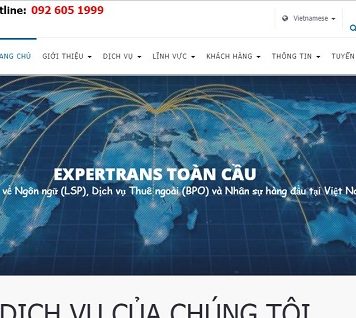 tline: 092 605 1999
Vietnamese
ANG CHỦ GIỚI THIỆU DỊCH VỤ LĨNH VỰC KHÁCH HÀNG THÔNG TIN TUYỂN
EXPERTRANS TOÀN CẦU
về Ngôn ngữ (LSP), Dịch vụ Thuê ngoài (BPO) và Nhân sự hàng đầu tại Việt Na
DỊCH VỤ CỦA CHÚNG TÔI